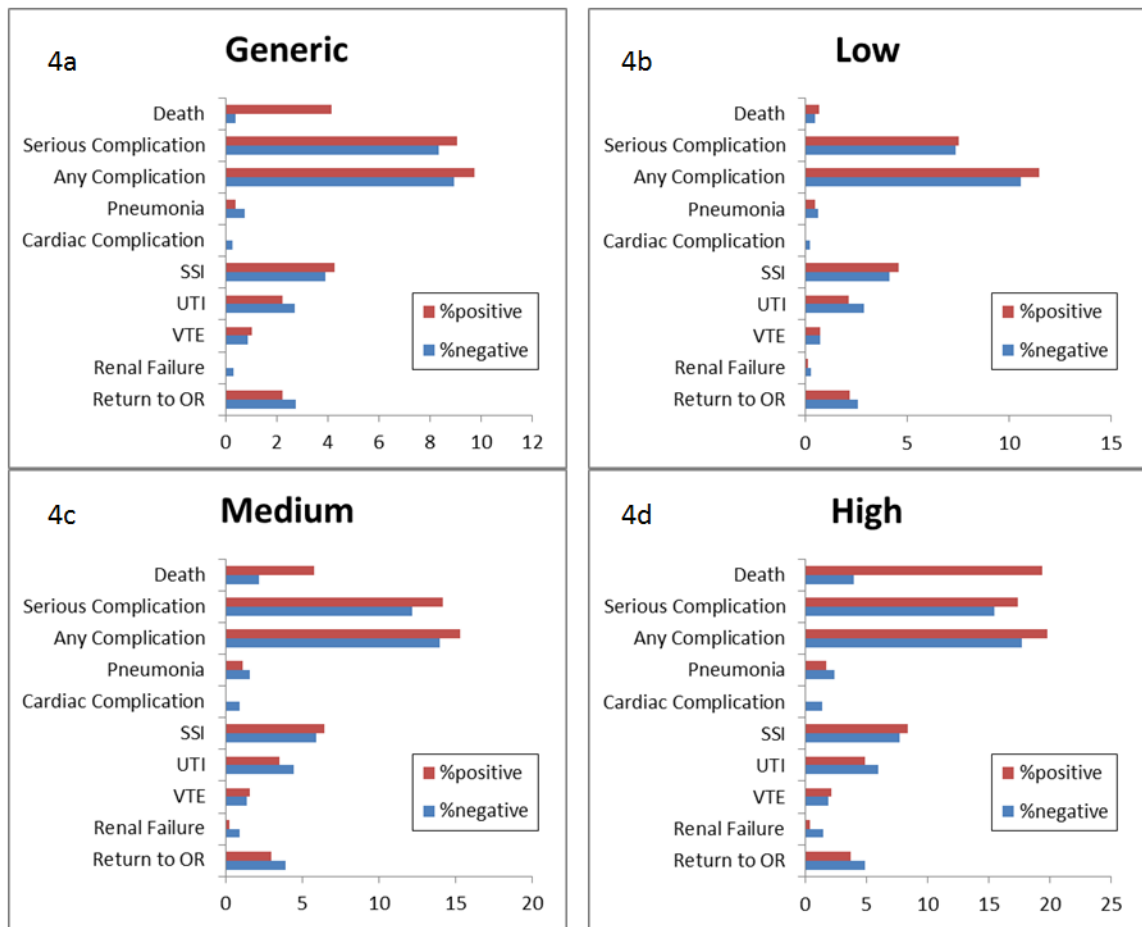 4a
Generic
Death
Serious Complication
Any Complication
Pneumonia
Cardiac Complication
SSI
UTI
VTE
Renal Failure
Return to OR
%positive
%negative
0 2 4 6 8 10 12
4b
Low
Death
Serious Complication
Any Complication
Pneumonia
Cardiac Complication
SSI
UTI
VTE
Renal Failure
Return to OR
%positive
%negative
0 5 10 15
4c
Medium
Death
Serious Complication
Any Complication
Pneumonia
Cardiac Complication
SSI
UTI
VTE
Renal Failure
Return to OR
%positive
%negative
0 5 10 15 20
4d
High
Death
Serious Complication
Any Complication
Pneumonia
Cardiac Complication
SSI
UTI
VTE
Renal Failure
Return to OR
%positive
%negative
0 5 10 15 20 25